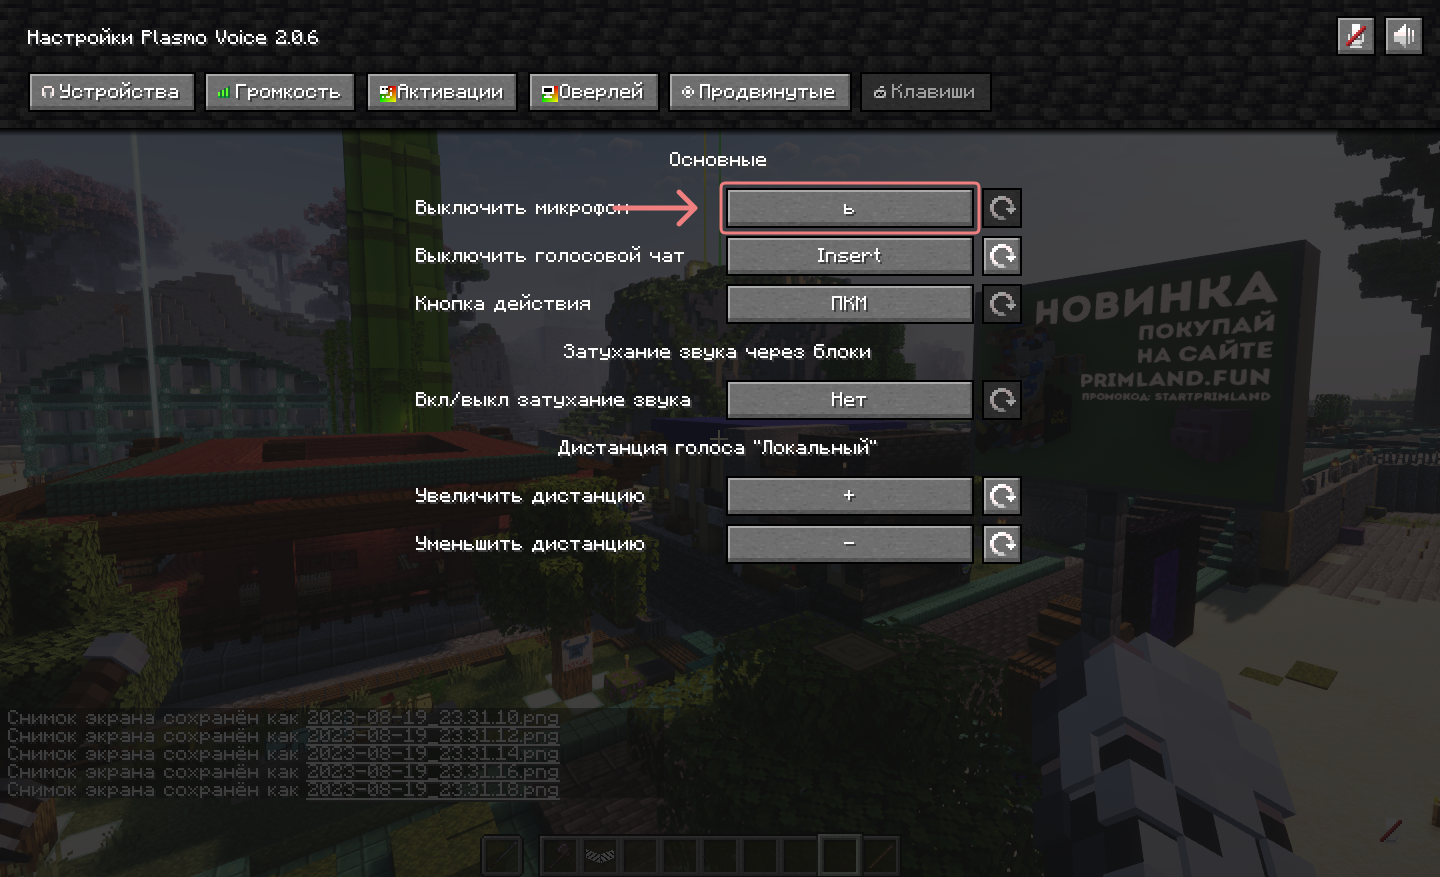 Настройки Plasmo Voice 2.0.6
Устройства Громкость Активации Оверлей Продвинутые Клавиши
Основные
Выключить микрофон ь
Выключить голосовой чат Insert
Кнопка действия ПКМ
Затухание звука через блоки
Вкл/выкл затухание звука Нет
Дистанция голоса "Локальный"
Увеличить дистанцию +
Уменьшить дистанцию -
НОВИНКА
ПОКУПАЙ
НА САЙТЕ
PRIMLAND.FUN
ПРОМОКОД: STARTPRIMLAND
Снимок экрана сохранён как 2023-08-19_23.31.10.png
Снимок экрана сохранён как 2023-08-19_23.31.12.png
Снимок экрана сохранён как 2023-08-19_23.31.14.png
Снимок экрана сохранён как 2023-08-19_23.31.16.png
Снимок экрана сохранён как 2023-08-19_23.31.18.png